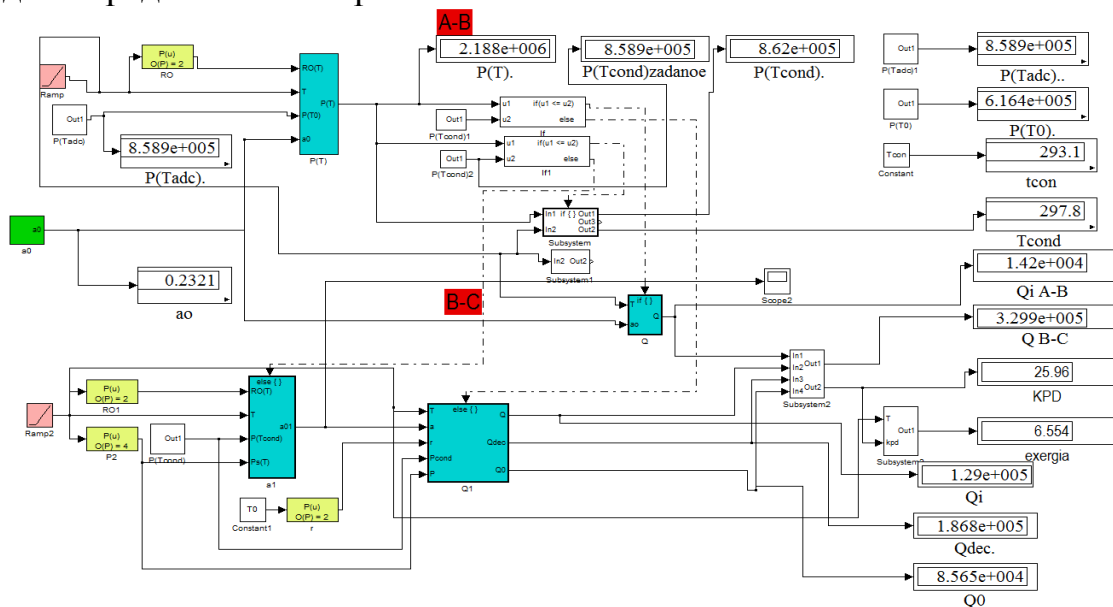 A-B
2.188e+006
P(T).
8.589e+005
P(Tcond)zadanoe
8.62e+005
P(Tcond).
Out1
P(Tadc)1
8.589e+005
P(Tadc)..
Out1
P(T0)
6.164e+005
P(T0).
Tcon
Constant
293.1
tcon
297.8
Tcond
1.42e+004
Qi A-B
3.299e+005
Q B-C
25.96
KPD
6.554
exergia
1.29e+005
Qi
1.868e+005
Qdec.
8.565e+004
Q0
Ramp
P(u)
O(P) = 2
RO
Out1
P(Tadc)
8.589e+005
P(Tadc).
RO(T)
T
P(T0)
a0
P(T)
P(T)
Out1
P(Tcond)1
u1
u2
if(u1 <= u2)
else
If
Out1
P(Tcond)2
u1
u2
if(u1 <= u2)
else
If1
In1
In2
if { }
Out1
Out3
Out2
Subsystem
In2 Out2
Subsystem1
a0
a0
0.2321
ao
B-C
Scope2
T
ao
if { }
Q
Q
In1
In2
In3
In4
Out1
Out2
Subsystem2
T
kpd
Out1
Ramp2
P(u)
O(P) = 2
RO1
P(u)
O(P) = 4
P2
Out1
P(Tcond)
else { }
RO(T)
T
P(Tcond)
Ps(T)
a01
a1
T0
Constant1
P(u)
O(P) = 2
r
else { }
T
a
r
Pcond
P
Q
Qdec
Q0
Q1